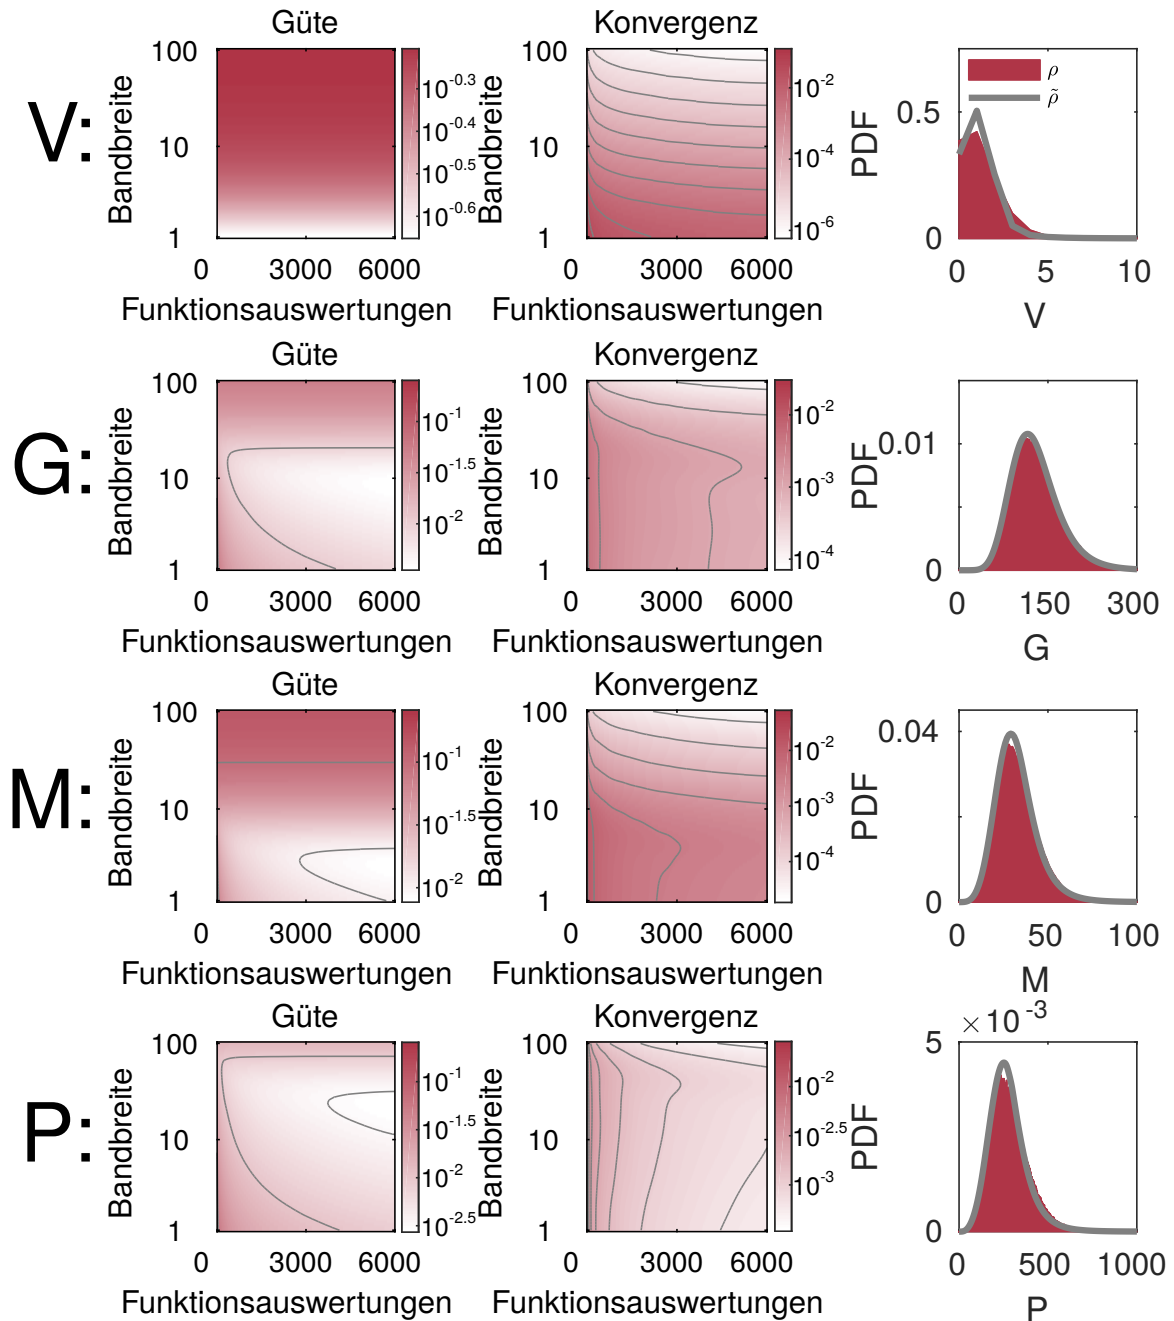 Güte Konvergenz
V:
Bandbreite
100
10
1
0 3000 6000
Funktionsauswertungen
10^-0.3
10^-0.4
10^-0.5
10^-0.6
Bandbreite
1
0 3000 6000
Funktionsauswertungen
100
10
10^-2
10^-4
10^-6
PDF
0.5
0
ρ
ρ̃
0 5 10
V
Güte Konvergenz
G:
Bandbreite
100
10
1
0 3000 6000
Funktionsauswertungen
10^-1
10^-1.5
10^-2
Bandbreite
100
10
1
0 3000 6000
Funktionsauswertungen
10^-2
10^-3
10^-4
PDF
0.01
0
0 150 300
G
Güte Konvergenz
M:
Bandbreite
100
10
1
0 3000 6000
Funktionsauswertungen
10^-1
10^-1.5
10^-2
Bandbreite
100
10
1
0 3000 6000
Funktionsauswertungen
10^-2
10^-3
10^-4
PDF
0.04
0
0 50 100
M
Güte Konvergenz
P:
Bandbreite
100
10
1
0 3000 6000
Funktionsauswertungen
10^-1
10^-1.5
10^-2
10^-2.5
Bandbreite
100
10
1
0 3000 6000
Funktionsauswertungen
10^-2
10^-2.5
10^-3
PDF
×10^-3
5
0
0 500 1000
P